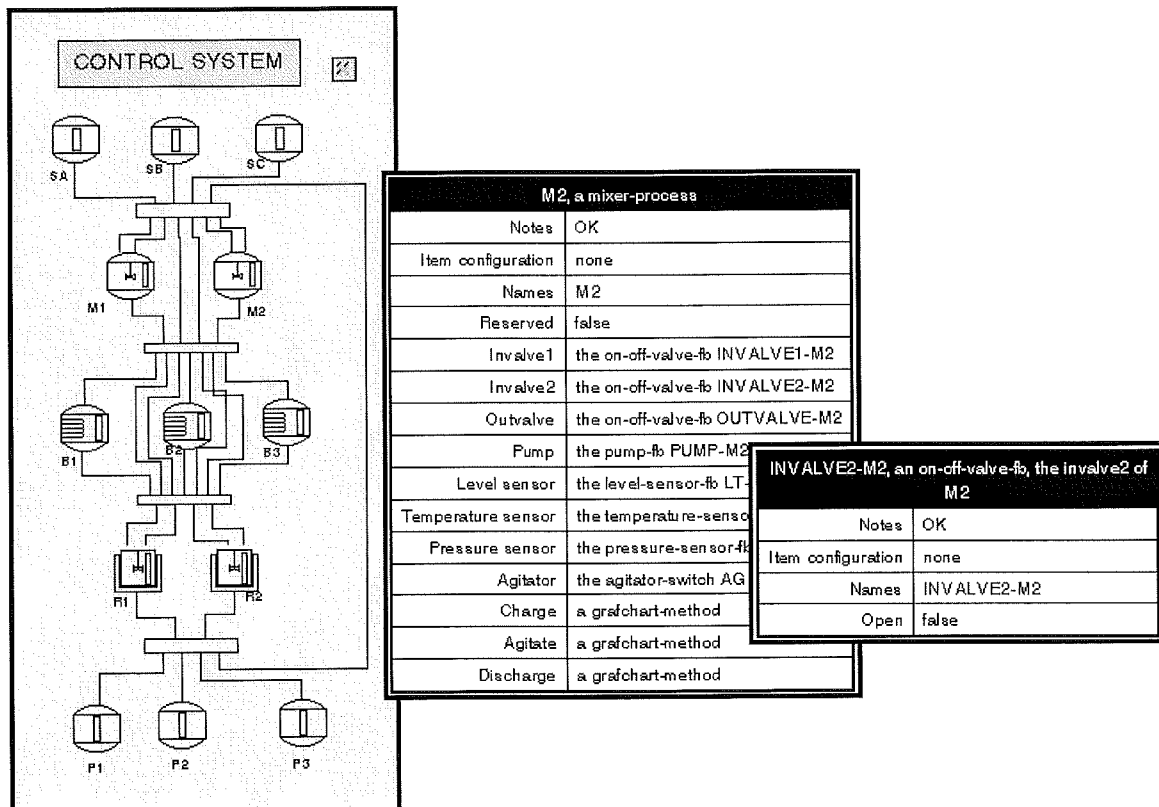 CONTROL SYSTEM
SA
SB
SC
M1
M2
B1
B2
B3
R1
R2
P1
P2
P3
M2, a mixer-process
Notes OK
Item configuration none
Names M2
Reserved false
Invalve1 the on-off-valve-fb INVALVE1-M2
Invalve2 the on-off-valve-fb INVALVE2-M2
Outvalve the on-off-valve-fb OUTVALVE-M2
Pump the pump-fb PUMP-M2
Level sensor the level-sensor-fb LT-
Temperature sensor the temperature-senso
Pressure sensor the pressure-sensor-fb
Agitator the agitator-switch AG
Charge a grafchart-method
Agitate a grafchart-method
Discharge a grafchart-method
INVALVE2-M2, an on-off-valve-fb, the invalve2 of
M2
Notes OK
Item configuration none
Names INVALVE2-M2
Open false